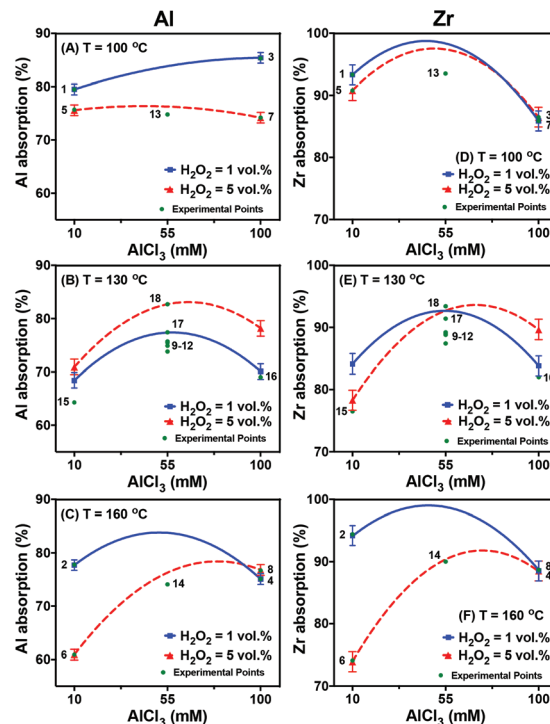 Al
Zr
(A) T = 100 °C
Al absorption (%)
90
80
70
60
1
3
5
13
7
H₂O₂ = 1 vol.%
H₂O₂ = 5 vol.%
Experimental Points
10
55
100
AlCl₃ (mM)
Zr absorption (%)
100
90
80
70
1
5
13
3
7
(D) T = 100 °C
H₂O₂ = 1 vol.%
H₂O₂ = 5 vol.%
Experimental Points
10
55
100
AlCl₃ (mM)
(B) T = 130 °C
Al absorption (%)
90
80
70
60
18
17
9-12
15
16
H₂O₂ = 1 vol.%
H₂O₂ = 5 vol.%
Experimental Points
10
55
100
AlCl₃ (mM)
(E) T = 130 °C
Zr absorption (%)
100
90
80
70
18
17
9-12
15
16
H₂O₂ = 1 vol.%
H₂O₂ = 5 vol.%
Experimental Points
10
55
100
AlCl₃ (mM)
(C) T = 160 °C
Al absorption (%)
90
80
70
60
2
6
14
8
4
H₂O₂ = 1 vol.%
H₂O₂ = 5 vol.%
Experimental Points
10
55
100
AlCl₃ (mM)
Zr absorption (%)
100
90
80
70
2
6
14
8
4
(F) T = 160 °C
H₂O₂ = 1 vol.%
H₂O₂ = 5 vol.%
Experimental Points
10
55
100
AlCl₃ (mM)